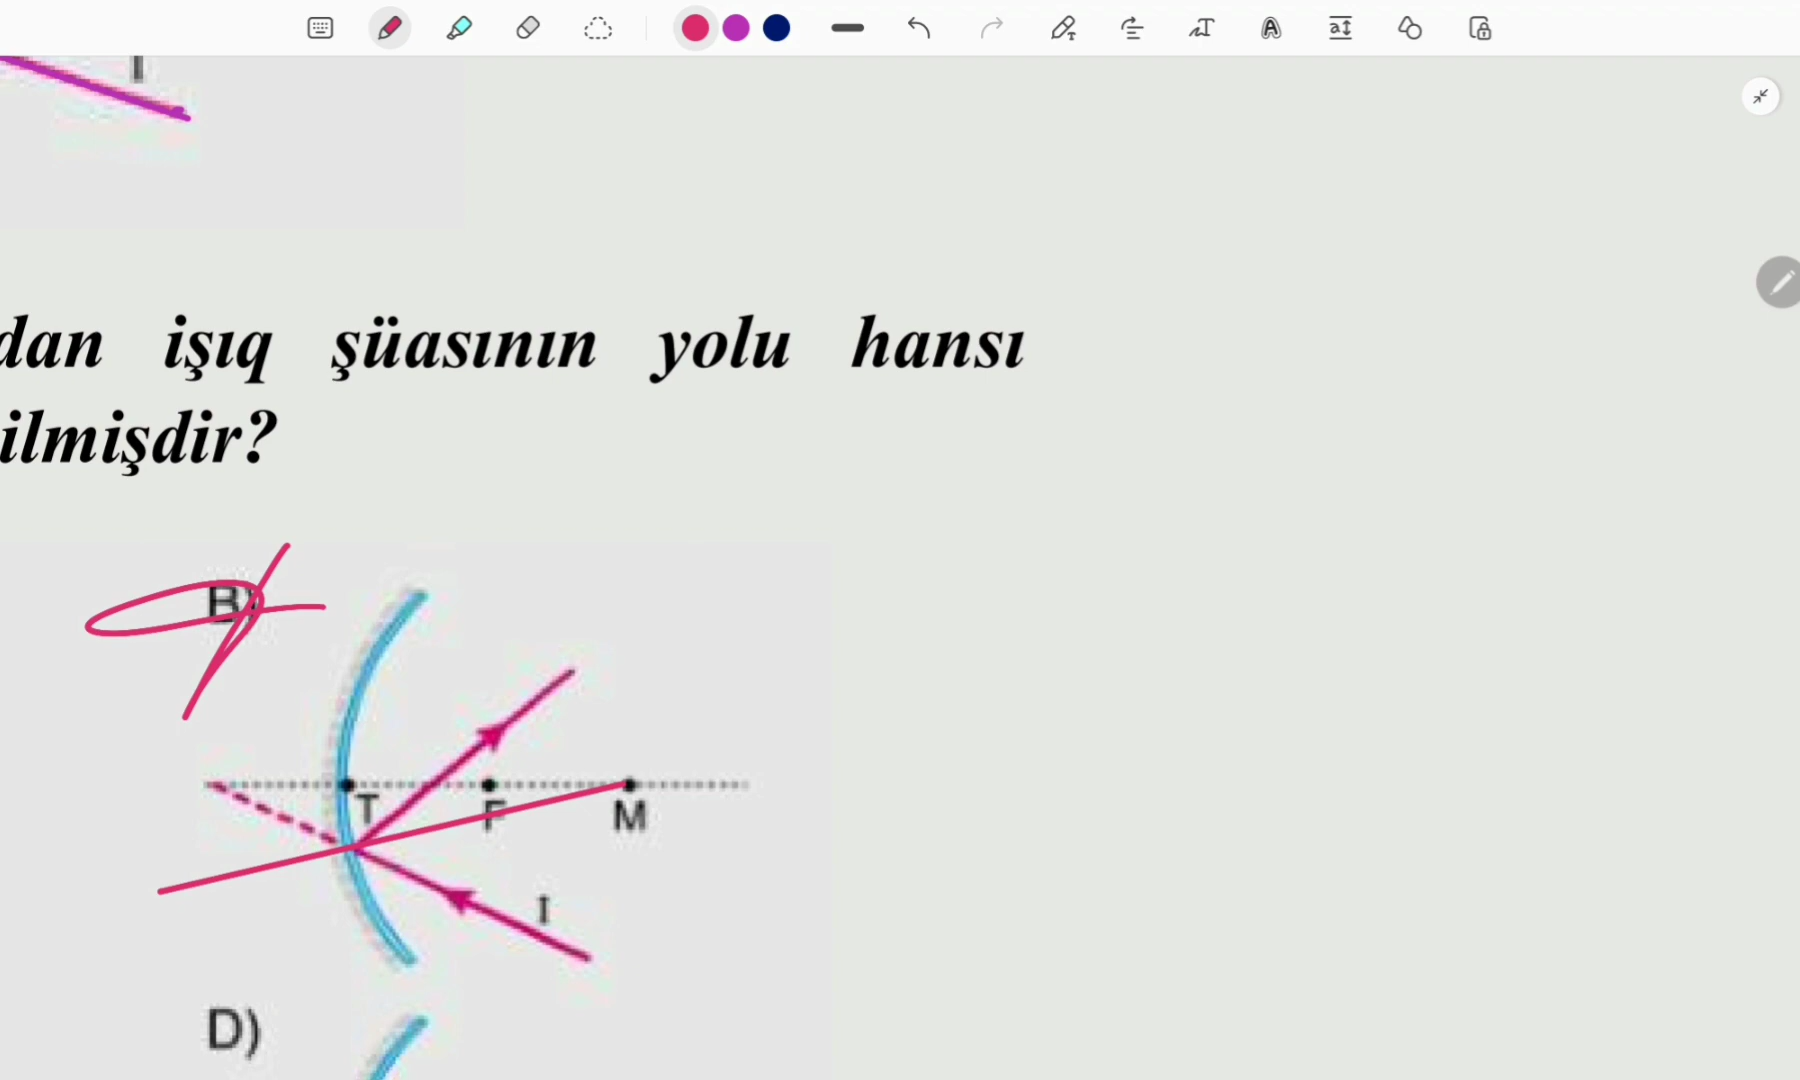 I
dan işıq şüasının yolu hansı
ilmişdir?
B)
T
F
M
I
D)